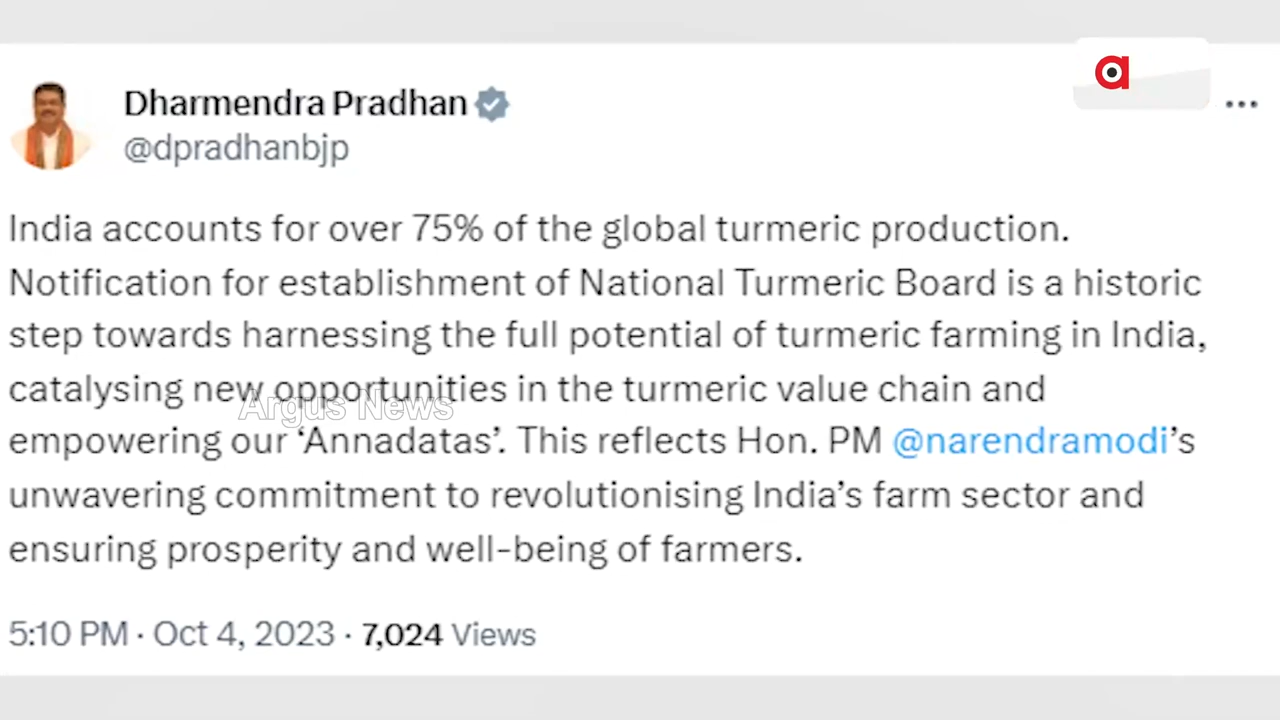 a
Dharmendra Pradhan
@dpradhanbjp
India accounts for over 75% of the global turmeric production.
Notification for establishment of National Turmeric Board is a historic
step towards harnessing the full potential of turmeric farming in India,
catalysing new opportunities in the turmeric value chain and
Argus News
empowering our ‘Annadatas’. This reflects Hon. PM @narendramodi’s
unwavering commitment to revolutionising India’s farm sector and
ensuring prosperity and well-being of farmers.
5:10 PM · Oct 4, 2023 · 7,024 Views